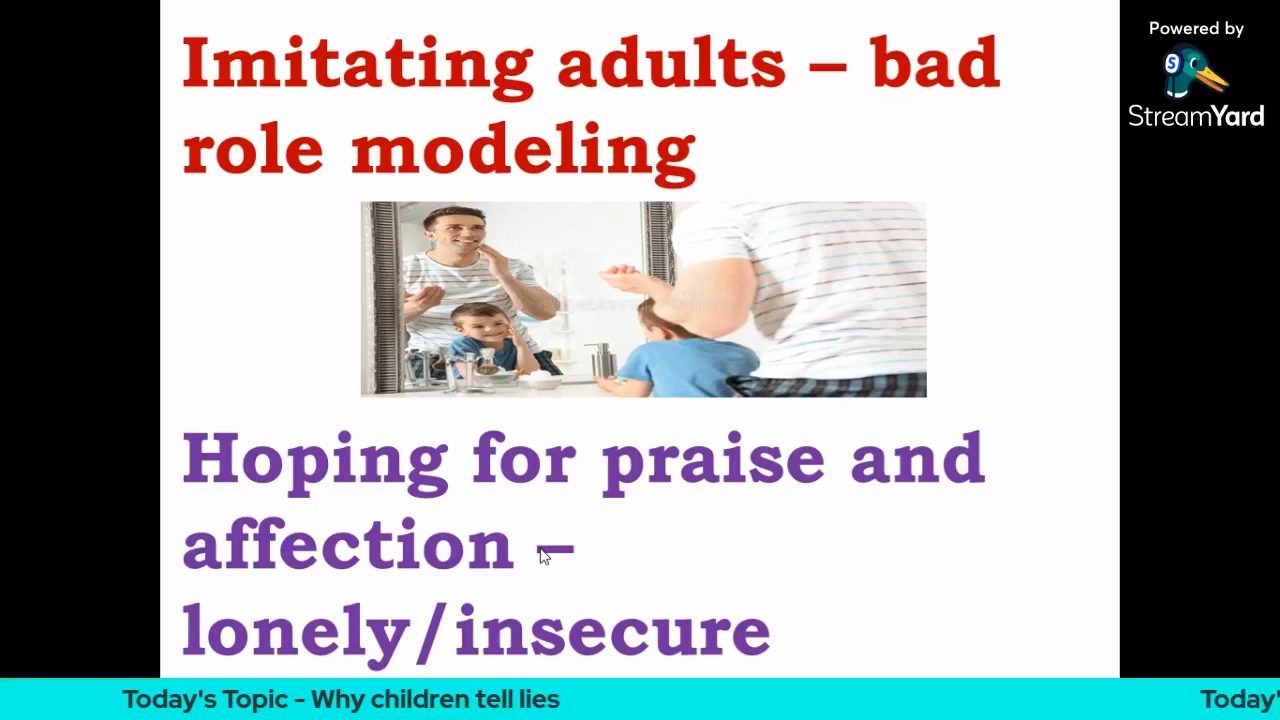 Imitating adults – bad
role modeling
Hoping for praise and
affection –
lonely/insecure
Powered by
S
StreamYard
Today's Topic - Why children tell lies
Today'